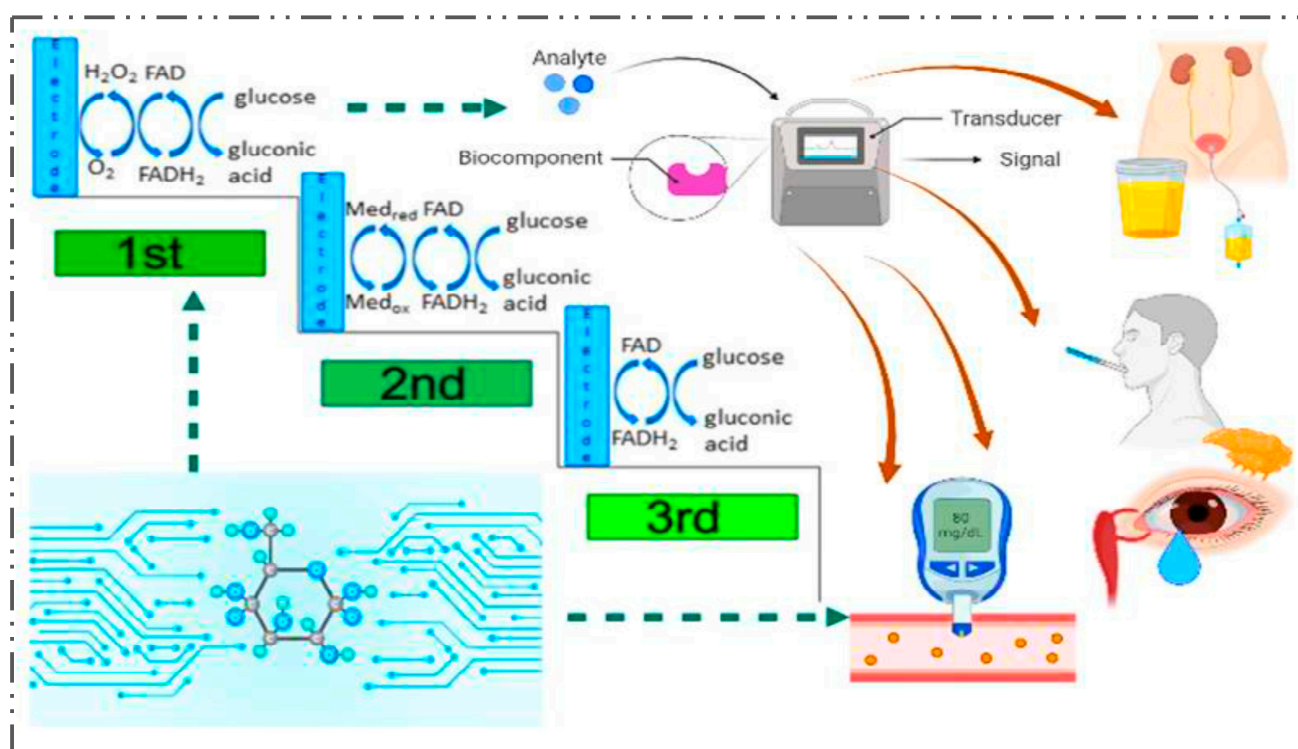 Electrode
H₂O₂ FAD
glucose
gluconic
acid
O₂
FADH₂
1st
Analyte
Biocomponent
Transducer
Signal
Electrode
Medred FAD
glucose
gluconic
acid
Medox FADH₂
2nd
Electrode
FAD
glucose
gluconic
acid
FADH₂
3rd
80
mg/dL